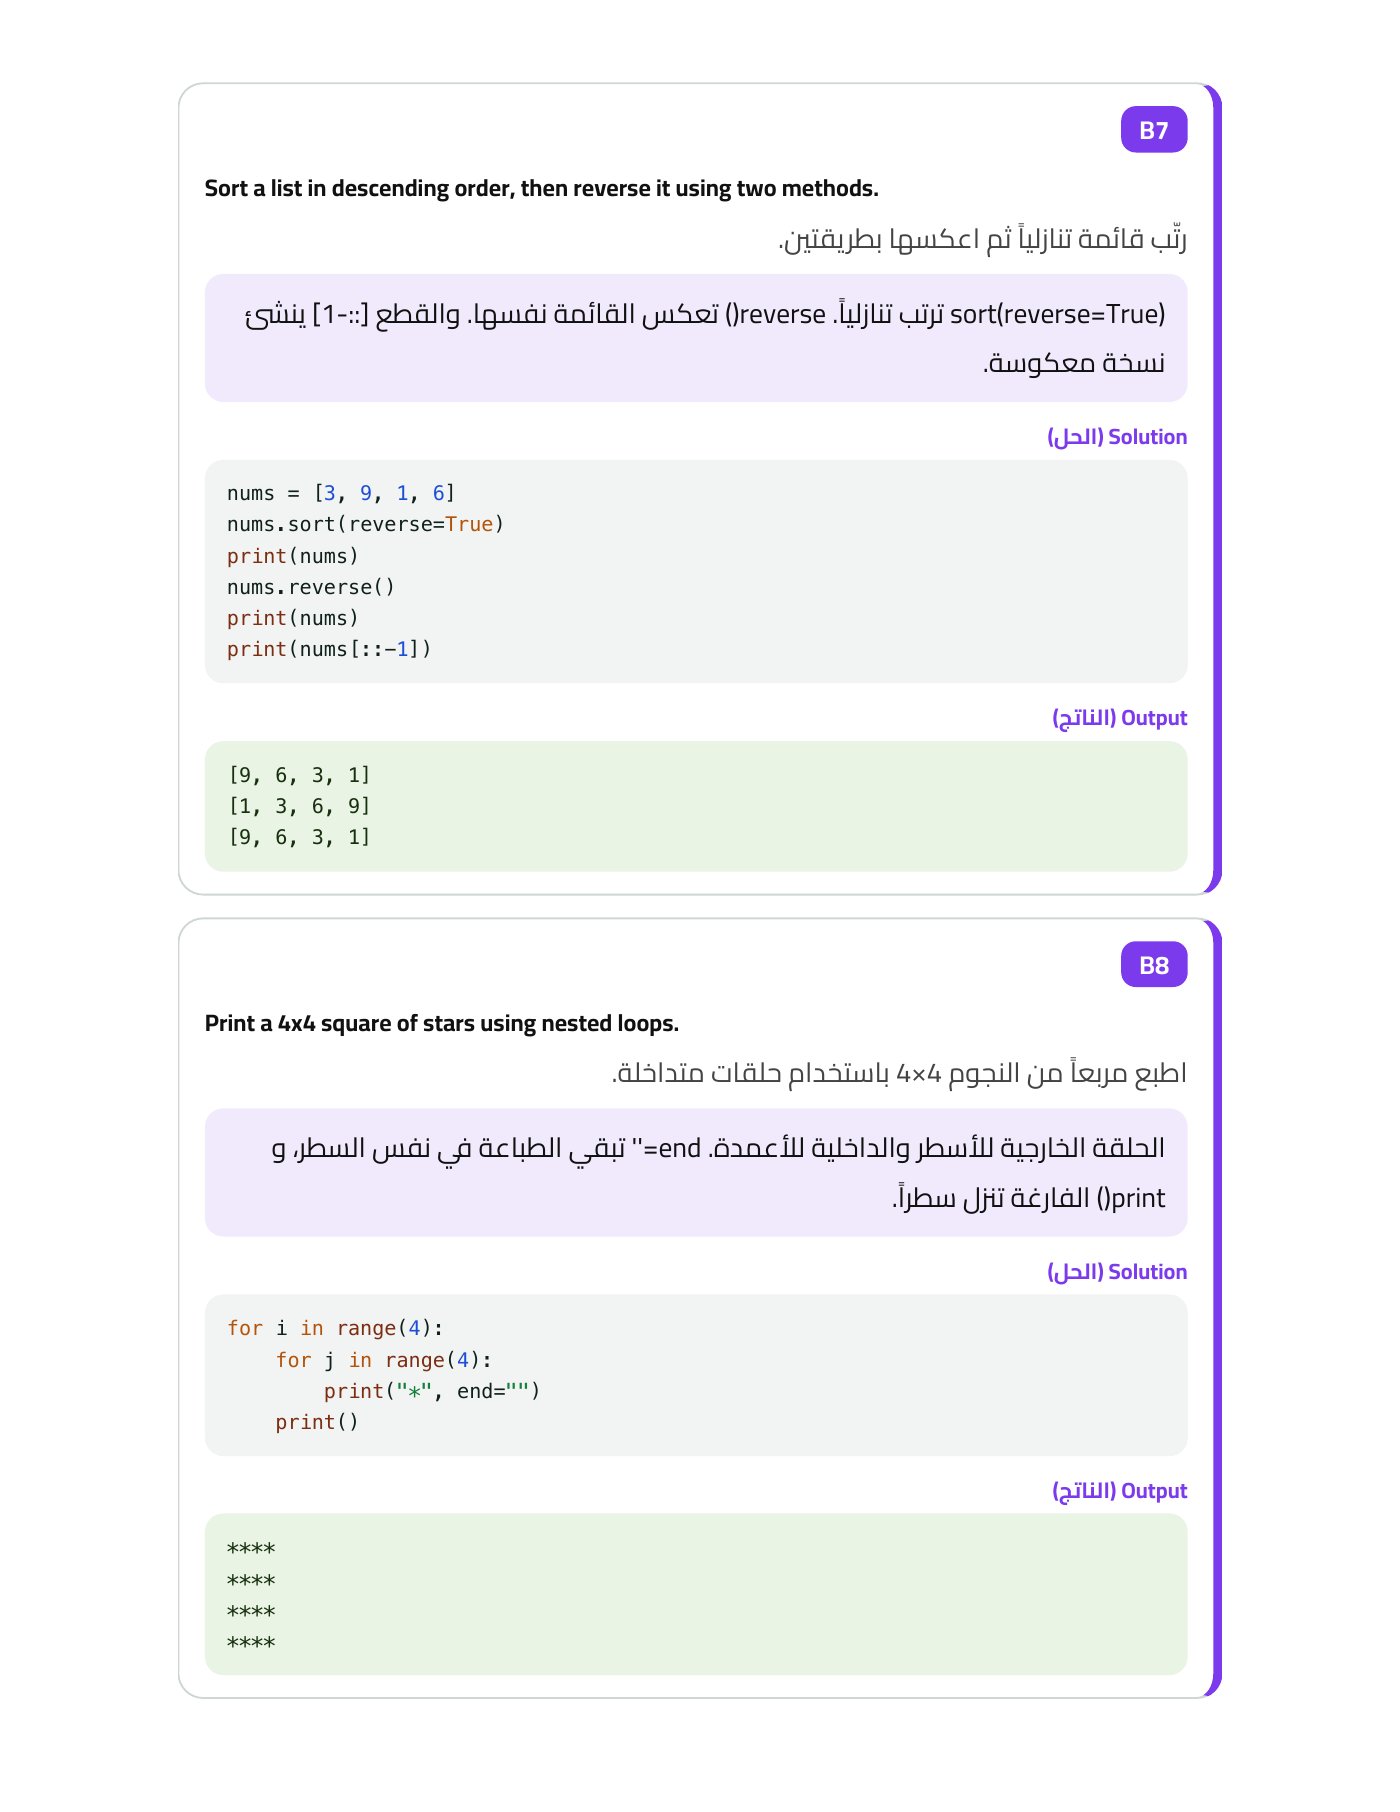 B7
Sort a list in descending order, then reverse it using two methods.
رتّب قائمة تنازلياً ثم اعكسها بطريقتين.
sort(reverse=True) ترتب تنازلياً. reverse() تعكس القائمة نفسها. والقطع [::-1] ينشئ
نسخة معكوسة.
Solution (الحل)
nums = [3, 9, 1, 6]
nums.sort(reverse=True)
print(nums)
nums.reverse()
print(nums)
print(nums[::-1])
Output (الناتج)
[9, 6, 3, 1]
[1, 3, 6, 9]
[9, 6, 3, 1]
B8
Print a 4x4 square of stars using nested loops.
اطبع مربعاً من النجوم 4×4 باستخدام حلقات متداخلة.
الحلقة الخارجية للأسطر والداخلية للأعمدة. end='' تبقي الطباعة في نفس السطر، و
print() الفارغة تنزل سطراً.
Solution (الحل)
for i in range(4):
    for j in range(4):
        print("*", end="")
    print()
Output (الناتج)
****
****
****
****